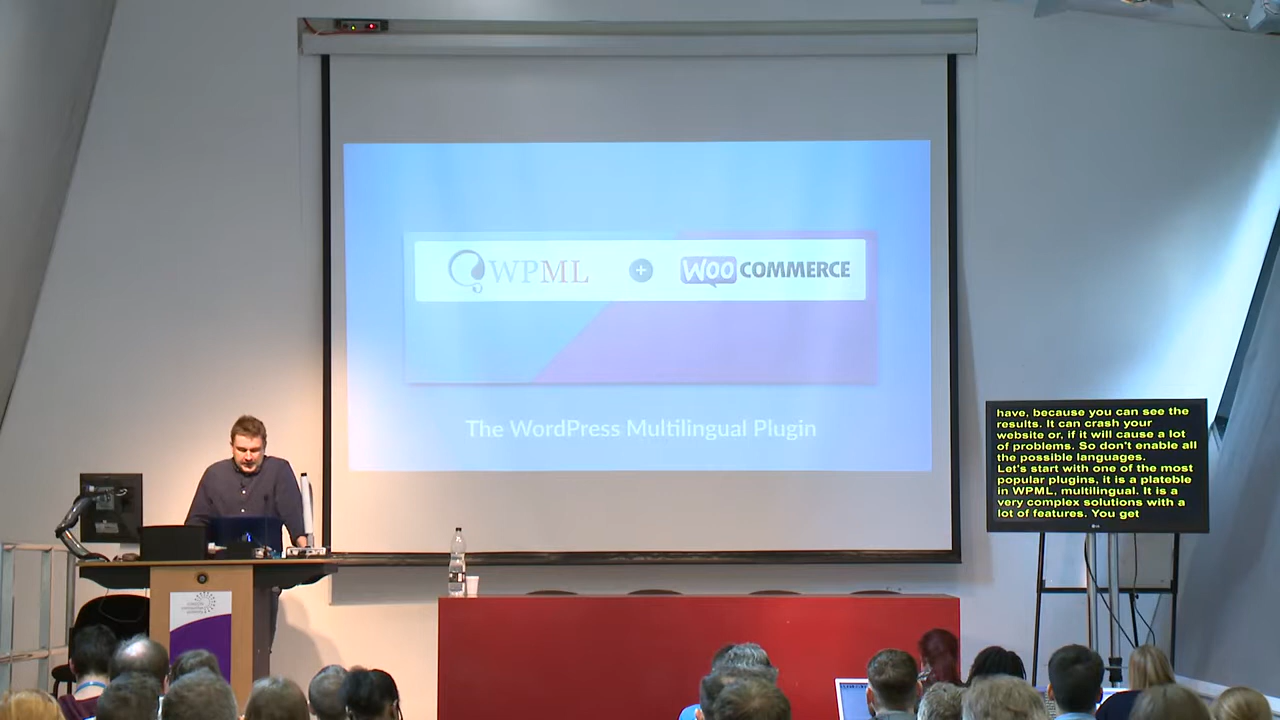 WPML + WOO COMMERCE
The WordPress Multilingual Plugin
have, because you can see the
results. It can crash your
website or, if it will cause a lot
of problems. So don't enable all
the possible languages.
Let's start with one of the most
popular plugins, it is a plateble
in WPML, multilingual. It is a
very complex solutions with a
lot of features. You get
LG